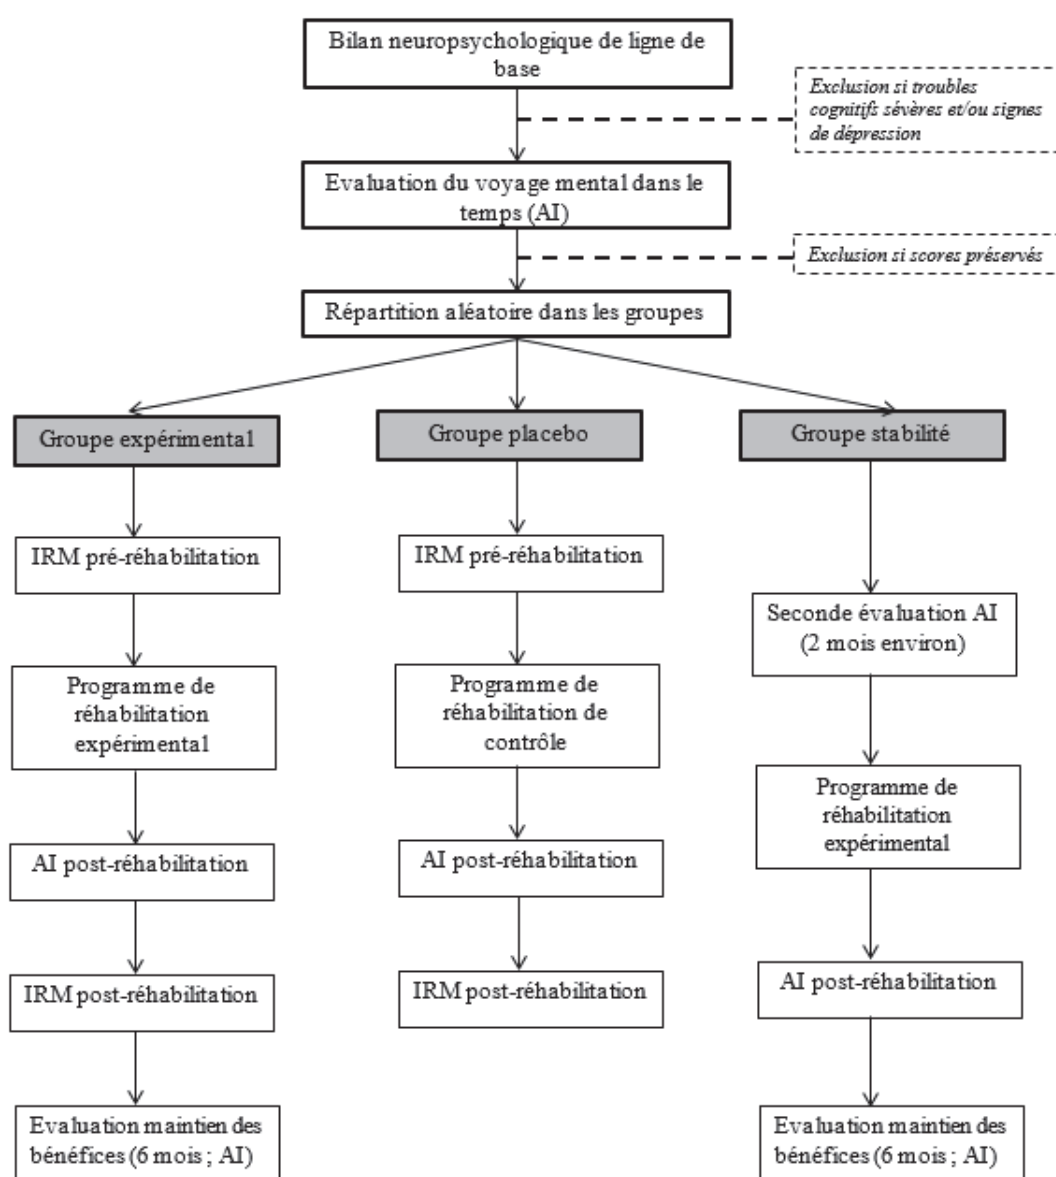 Bilan neuropsychologique de ligne de
base
Exclusion si troubles
cognitifs sévères et/ou signes
de dépression
Evaluation du voyage mental dans le
temps (AI)
Exclusion si scores préservés
Répartition aléatoire dans les groupes
Groupe expérimental
IRM pré-réhabilitation
Programme de
réhabilitation
expérimental
AI post-réhabilitation
IRM post-réhabilitation
Evaluation maintien des
bénéfices (6 mois ; AI)
Groupe placebo
IRM pré-réhabilitation
Programme de
réhabilitation de
contrôle
AI post-réhabilitation
IRM post-réhabilitation
Groupe stabilité
Seconde évaluation AI
(2 mois environ)
Programme de
réhabilitation
expérimental
AI post-réhabilitation
Evaluation maintien des
bénéfices (6 mois ; AI)